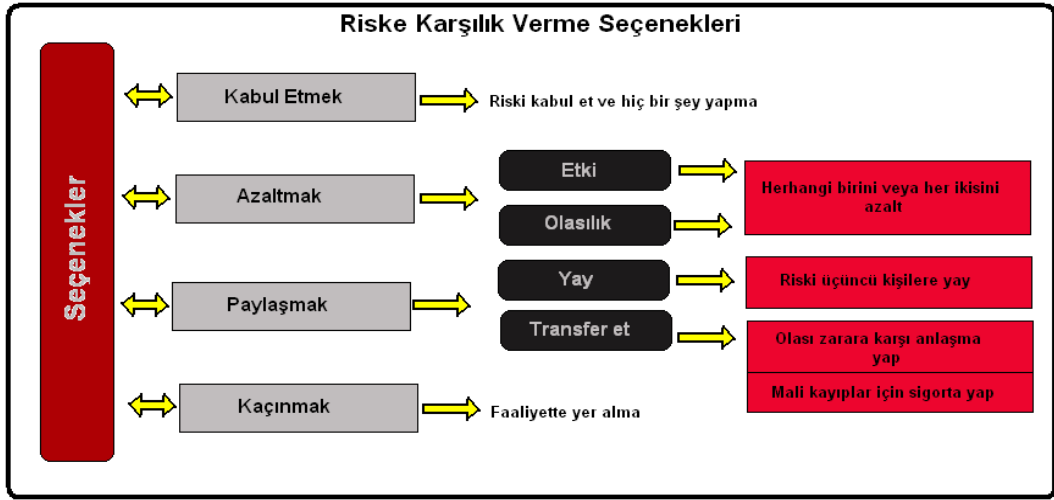 Riske Karşılık Verme Seçenekleri
Seçenekler
Kabul Etmek
Riski kabul et ve hiç bir şey yapma
Azaltmak
Etki
Olasılık
Herhangi birini veya her ikisini
azalt
Paylaşmak
Yay
Riski üçüncü kişilere yay
Transfer et
Olası zarara karşı anlaşma
yap
Mali kayıplar için sigorta yap
Kaçınmak
Faaliyette yer alma